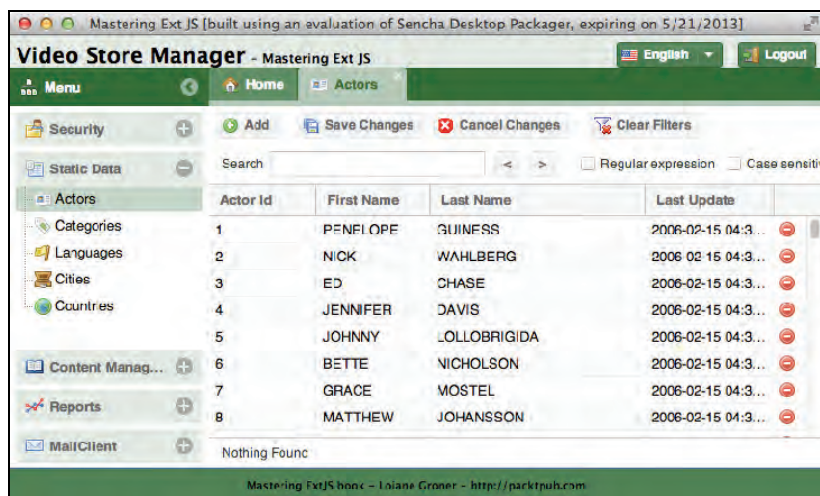 Mastering Ext JS [built using an evaluation of Sencha Desktop Packager, expiring on 5/21/2013]
Video Store Manager - Mastering Ext JS
English
Logout
Menu
Home
Actors
Security
Static Data
Actors
Categories
Languages
Cities
Countries
Content Manag...
Reports
MailClient
Add
Save Changes
Cancel Changes
Clear Filters
Search
<
>
Regular expression
Case sensiti
Actor Id First Name Last Name Last Update
1 PENELOPE GUINESS 2006-02-15 04:3...
2 NICK WAHLBERG 2006-02-15 04:3...
3 ED CHASE 2006-02-15 04:3...
4 JENNIFER DAVIS 2006-02-15 04:3...
5 JOHNNY LOLLOBRIGIDA 2006-02-15 04:3...
6 BETTE NICHOLSON 2006-02-15 04:3...
7 GRACE MOSTEL 2006-02-15 04:3...
8 MATTHEW JOHANSSON 2006-02-15 04:3...
Nothing Found
Mastering ExtJS book - Loiane Groner - http://packtpub.com